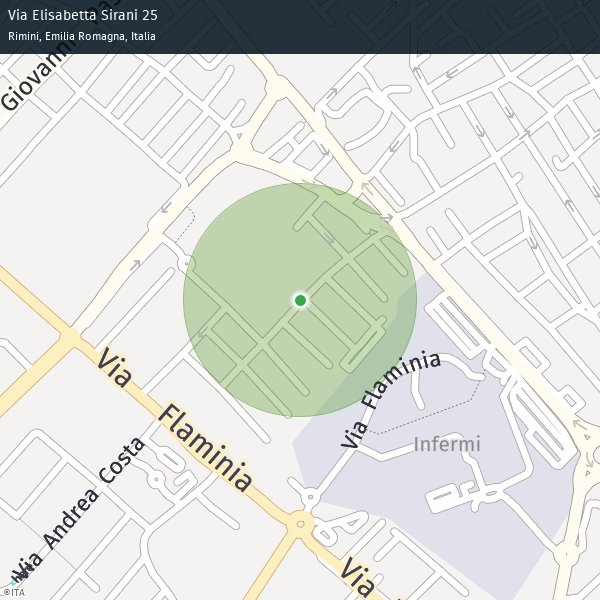 Via Elisabetta Sirani 25
Rimini, Emilia Romagna, Italia
Giovanni
Via Flaminia
Via Flaminia
Infermi
Via Andrea Costa
Via
©ITA